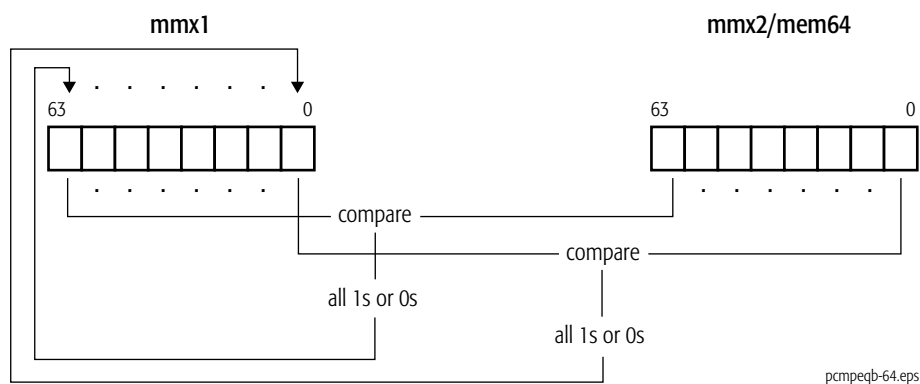 mmx1 mmx2/mem64
. . . . . .
63 0 63 0
. . . . . . . . . . . .
compare
compare
all 1s or 0s
all 1s or 0s
pcmpeqb-64.eps